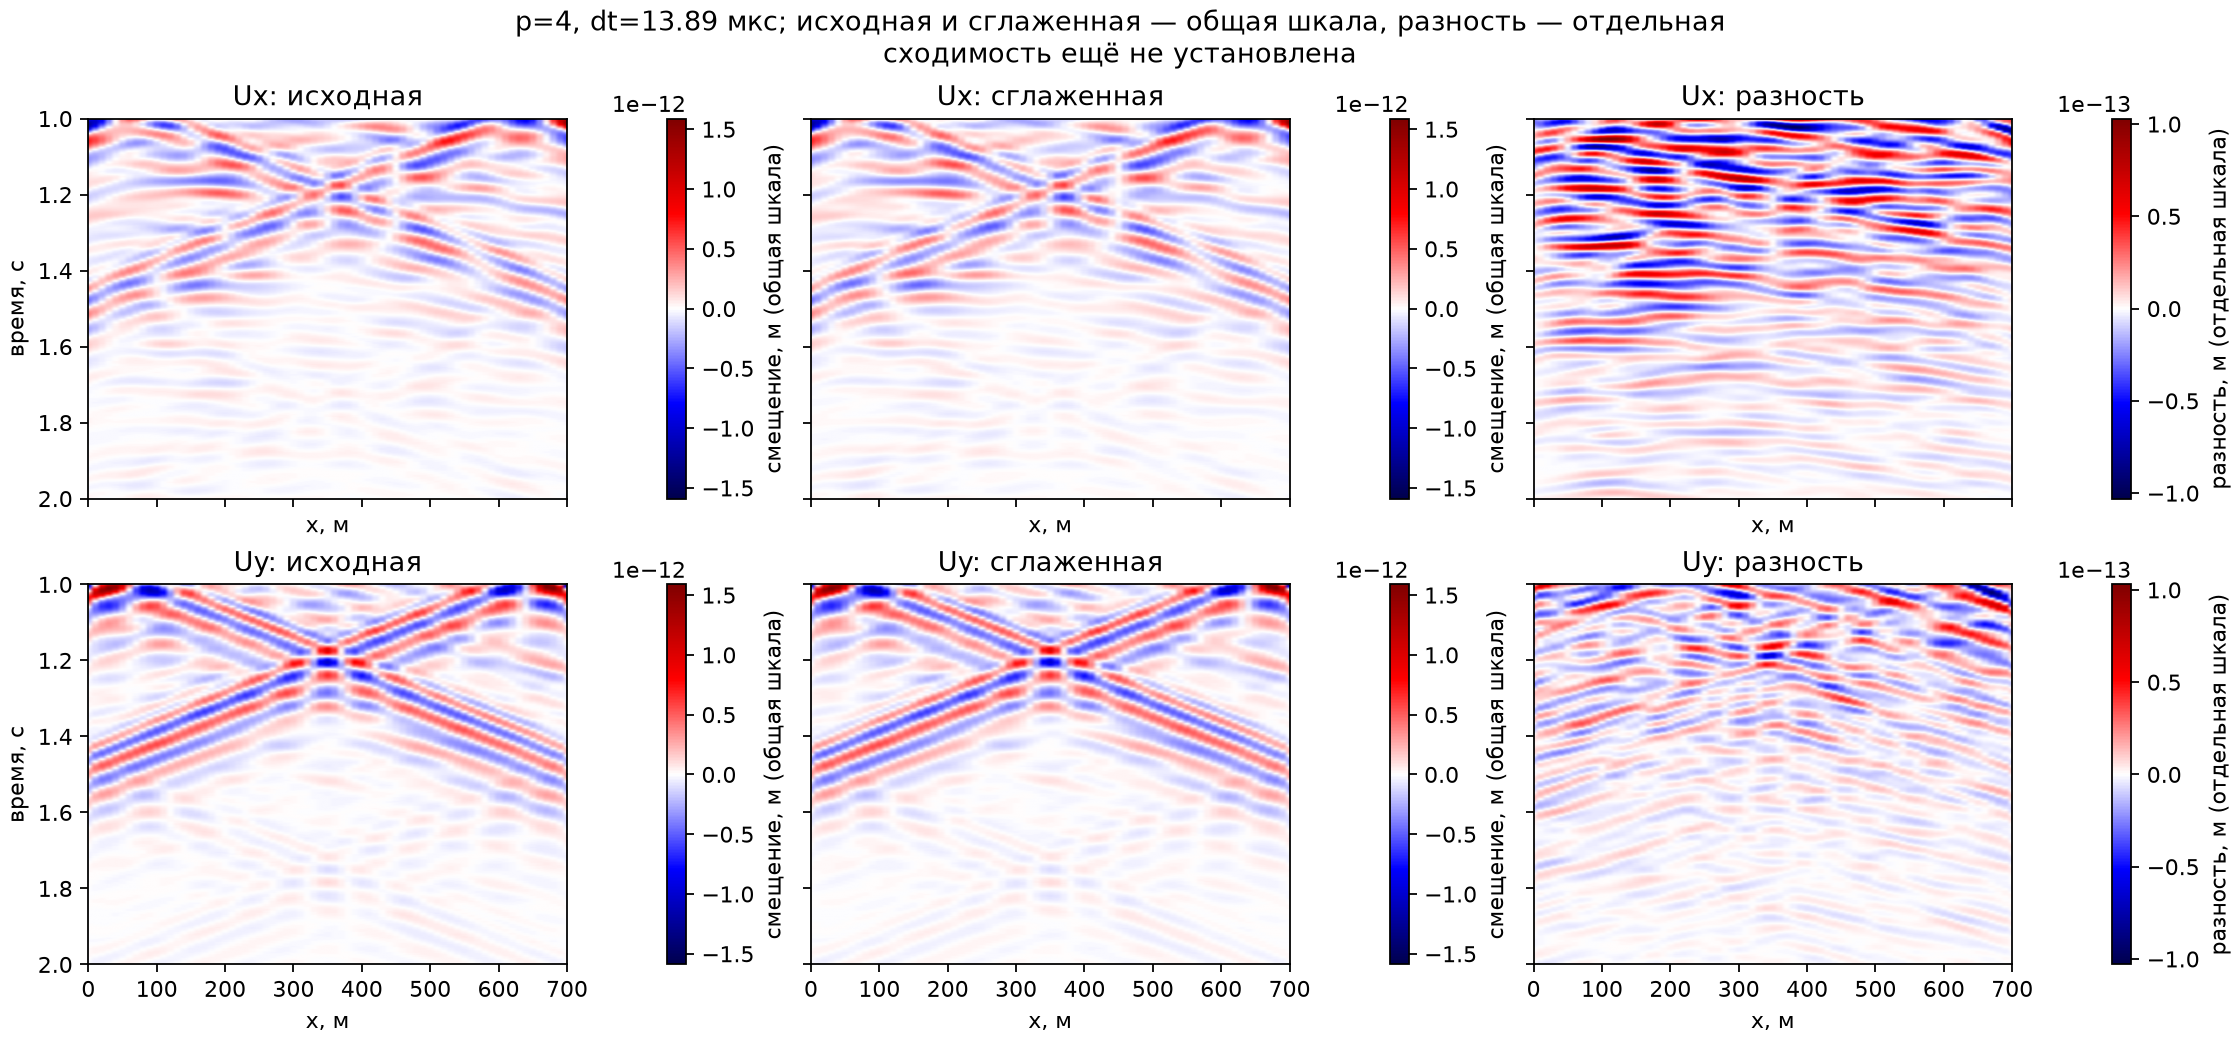 p=4, dt=13.89 мкс; исходная и сглаженная — общая шкала, разность — отдельная
сходимость ещё не установлена
Ux: исходная
1e−12
Ux: сглаженная
1e−12
Ux: разность
1e−13
1.0
1.2
1.4
1.6
1.8
2.0
время, с
x, м
1.5
1.0
0.5
0.0
−0.5
−1.0
−1.5
смещение, м (общая шкала)
x, м
1.5
1.0
0.5
0.0
−0.5
−1.0
−1.5
смещение, м (общая шкала)
x, м
1.0
0.5
0.0
−0.5
−1.0
разность, м (отдельная шкала)
Uy: исходная
1e−12
Uy: сглаженная
1e−12
Uy: разность
1e−13
1.0
1.2
1.4
1.6
1.8
2.0
время, с
0 100 200 300 400 500 600 700
x, м
1.5
1.0
0.5
0.0
−0.5
−1.0
−1.5
смещение, м (общая шкала)
0 100 200 300 400 500 600 700
x, м
1.5
1.0
0.5
0.0
−0.5
−1.0
−1.5
смещение, м (общая шкала)
0 100 200 300 400 500 600 700
x, м
1.0
0.5
0.0
−0.5
−1.0
разность, м (отдельная шкала)